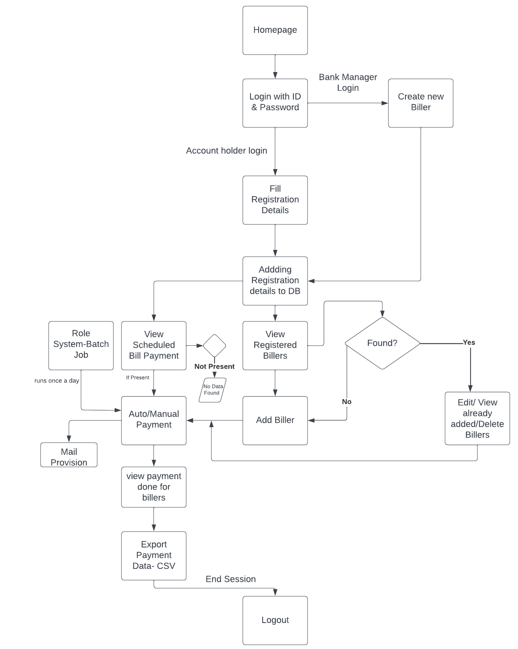 Homepage
Bank Manager
Login
Login with ID
& Password
Create new
Biller
Account holder login
Fill
Registration
Details
Addding
Registration
details to DB
Role
System-Batch
Job
View
Scheduled
Bill Payment
View
Registered
Billers
Found?
Yes
Not Present
runs once a day
If Present
No Data
Found
No
Auto/Manual
Payment
Add Biller
Edit/ View
already
added/Delete
Billers
Mail
Provision
view payment
done for
billers
Export
Payment
Data- CSV
End Session
Logout